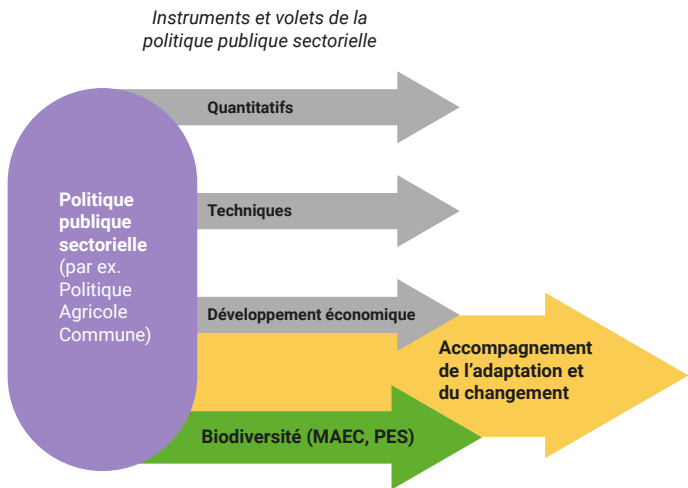 Instruments et volets de la
politique publique sectorielle
Quantitatifs
Techniques
Politique
publique
sectorielle
(par ex.
Politique
Agricole
Commune)
Développement économique
Accompagnement
de l’adaptation et
du changement
Biodiversité (MAEC, PES)